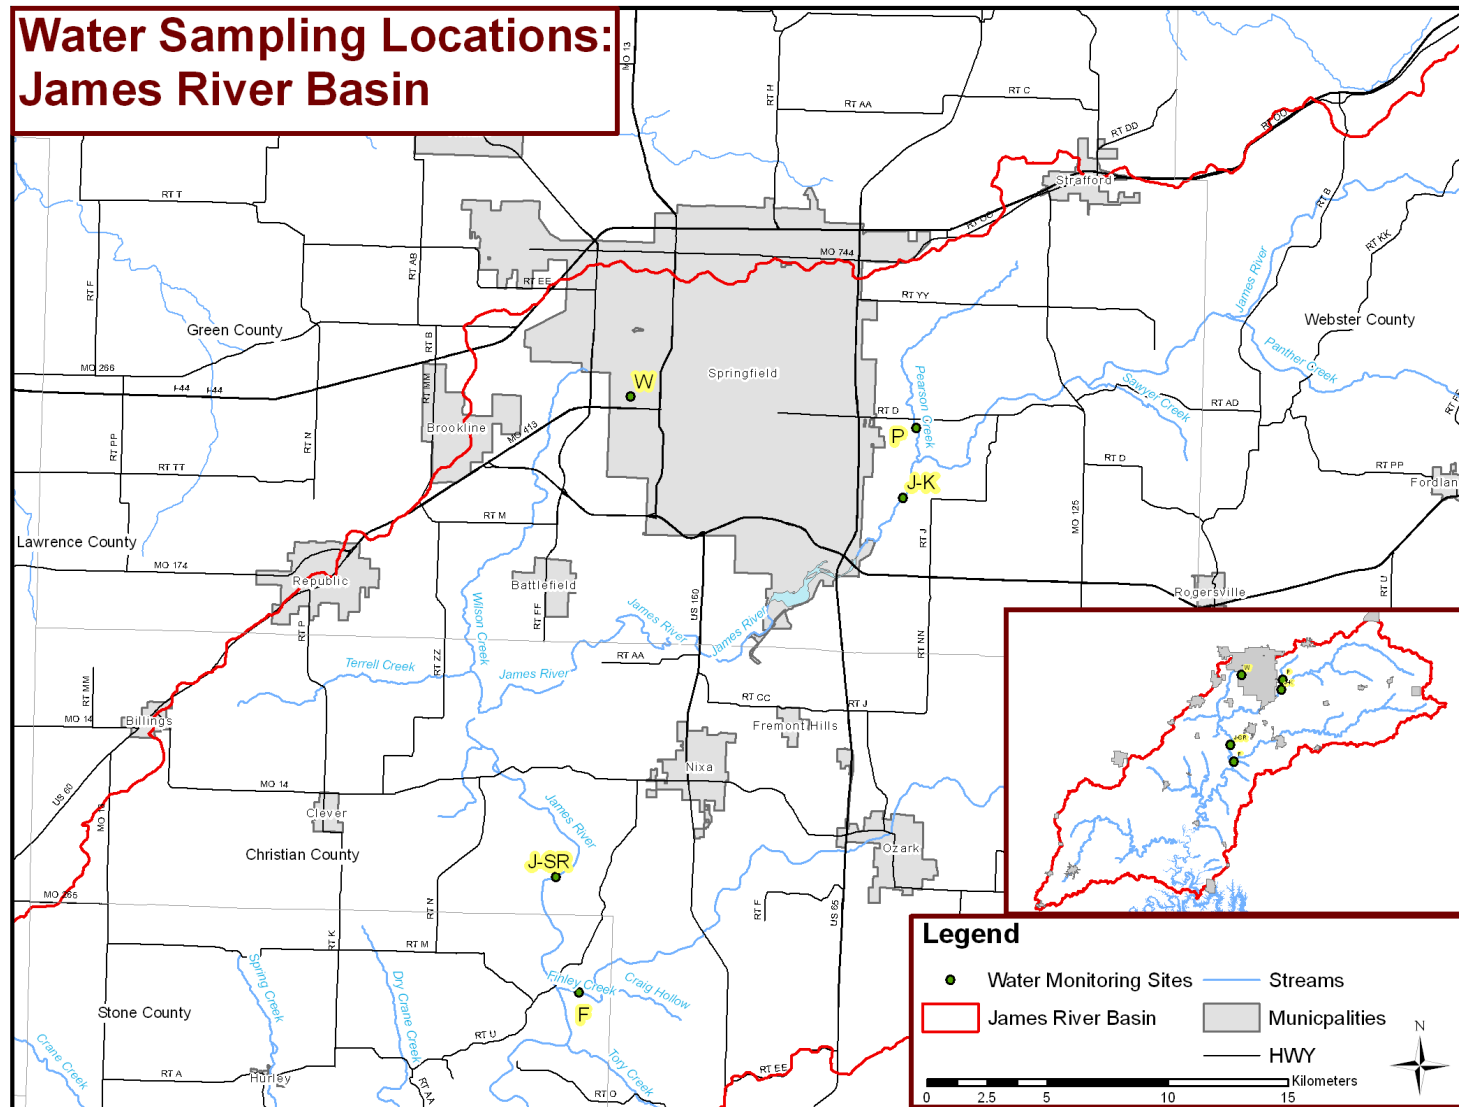 Water Sampling Locations:
James River Basin
MO 13
RT H
RT AA
RT C
RT DD
RT OO
Strafford
RT T
RT F
RT AB
RT EE
MO 744
RT OO
RT B
RT KK
James River
RT YY
Green County
RT B
Webster County
Panther Creek
MO 266
I-44 I-44
RT MM
W
Springfield
Pearson Creek
Sawyer Creek
RT AD
Brookline
MO 413
RT D
P
RT PP
RT N
RT TT
RT D
RT PP
J-K
Fordlan
RT M
MO 125
RT J
Lawrence County
MO 174
Republic
Battlefield
RT FF
Wilson Creek
US 160
James River
James River
Rogersville
RT U
RT P
RT ZZ
RT NN
Terrell Creek
James River
RT AA
RT MM
MO 14
Billings
RT CC
RT J
Fremont Hills
Nixa
US 60
MO 14
MO 13
Clever
James River
Christian County
J-SR
Ozark
MO 265
RT N
RT F
US 65
RT K
RT M
Spring Creek
Dry Crane Creek
Finley Creek
Craig Hollow
F
Stone County
RT U
Crane Creek
Tory Creek
RT A
Hurley
RT AA
RT O
RT EE
W
P
J-SR
F
Legend
Water Monitoring Sites
Streams
James River Basin
Municpalities
HWY
N
Kilometers
0 2.5 5 10 15